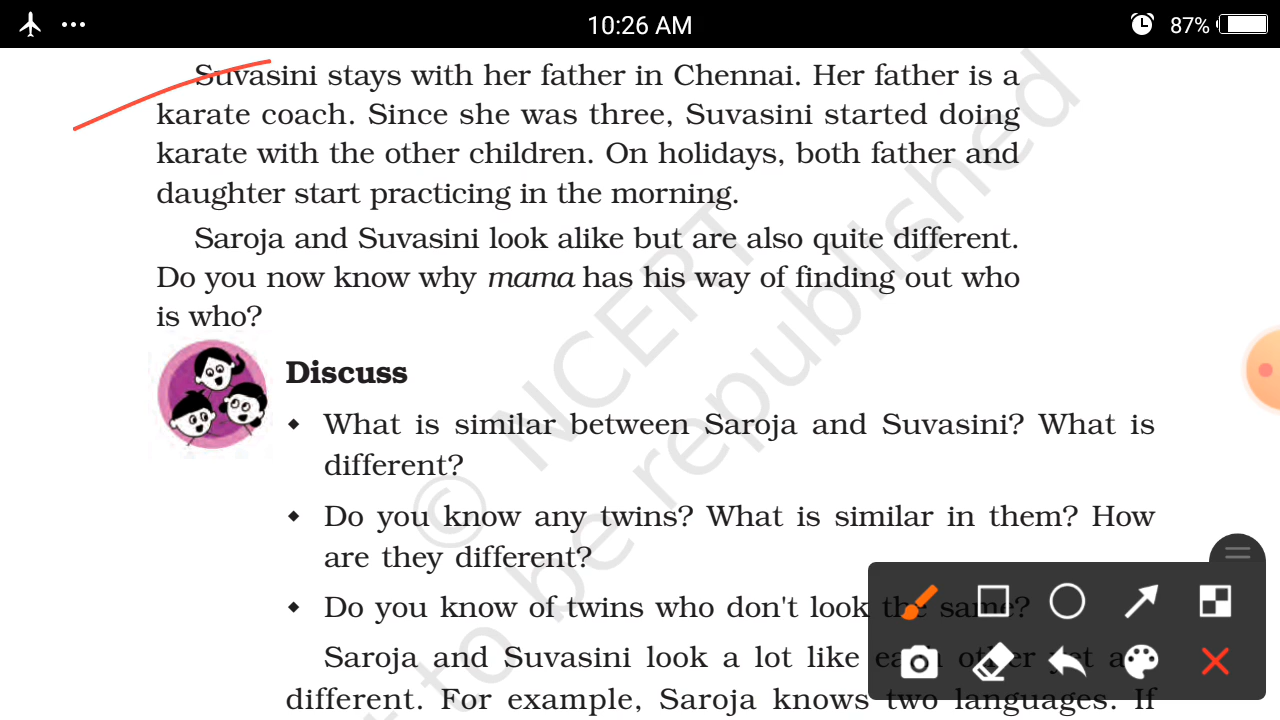 10:26 AM
87%
Suvasini stays with her father in Chennai. Her father is a
karate coach. Since she was three, Suvasini started doing
karate with the other children. On holidays, both father and
daughter start practicing in the morning.
Saroja and Suvasini look alike but are also quite different.
Do you now know why mama has his way of finding out who
is who?
Discuss
What is similar between Saroja and Suvasini? What is
different?
Do you know any twins? What is similar in them? How
are they different?
Do you know of twins who don't look the same?
Saroja and Suvasini look a lot like each other yet
different. For example, Saroja knows two languages. If
© NCERT
be republished